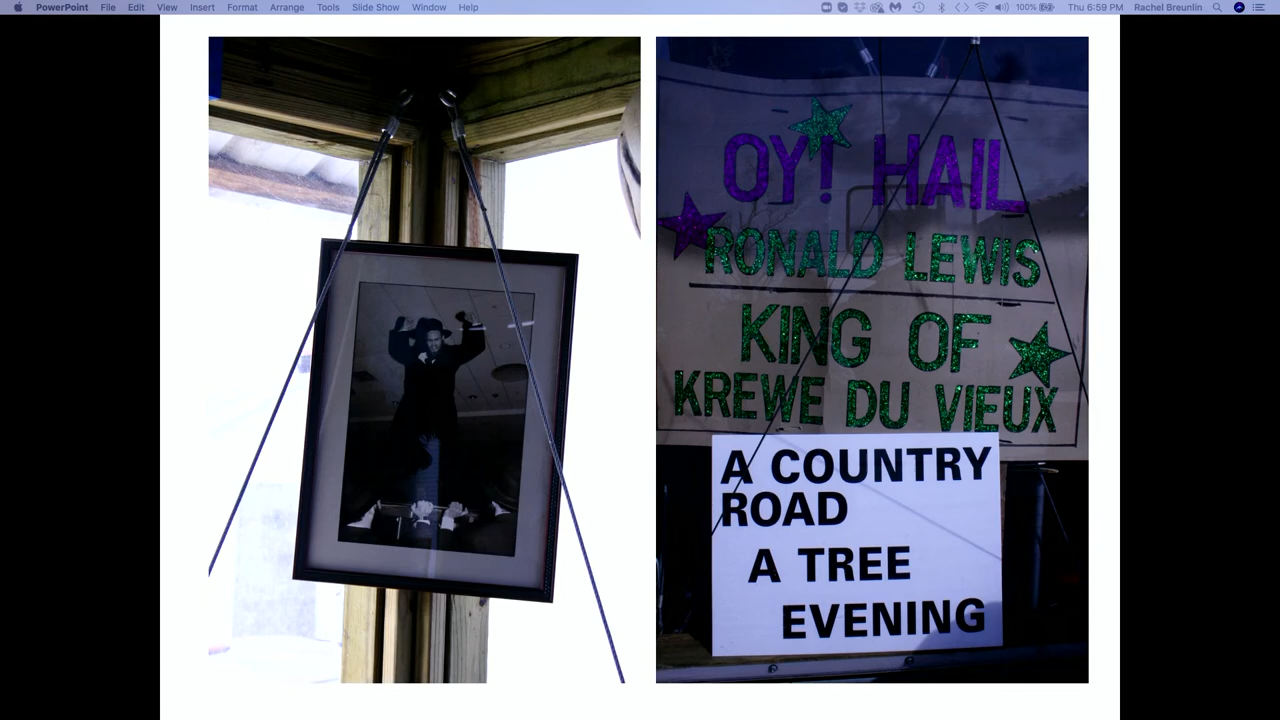 PowerPoint File Edit View Insert Format Arrange Tools Slide Show Window Help 100% Thu 6:59 PM Rachel Breunlin
OY! HAIL
RONALD LEWIS
KING OF
KREWE DU VIEUX
A COUNTRY
ROAD
A TREE
EVENING